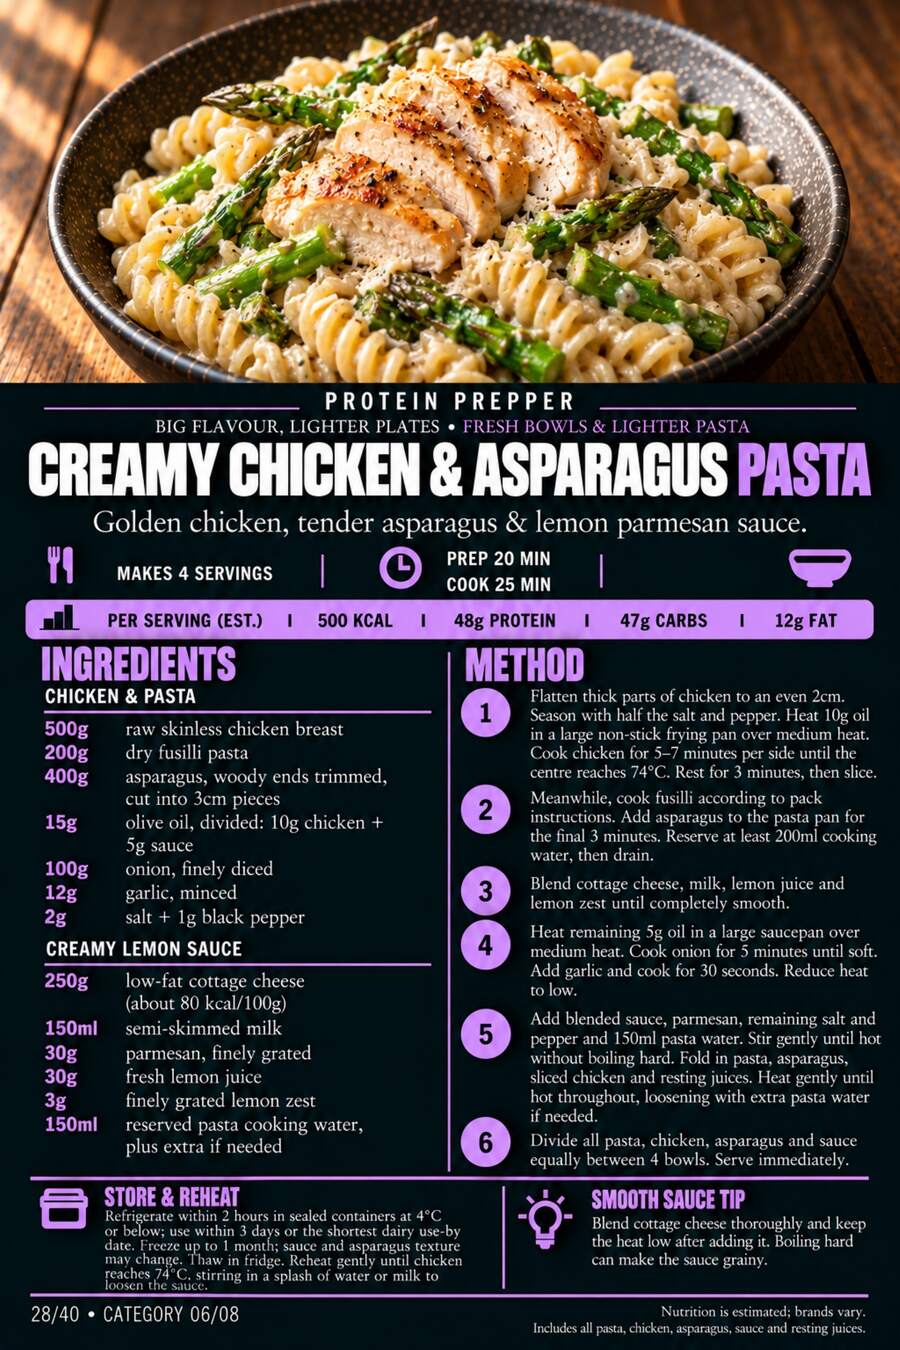 PROTEIN PREPPER
BIG FLAVOUR, LIGHTER PLATES • FRESH BOWLS & LIGHTER PASTA
CREAMY CHICKEN & ASPARAGUS PASTA
Golden chicken, tender asparagus & lemon parmesan sauce.
MAKES 4 SERVINGS
PREP 20 MIN
COOK 25 MIN
PER SERVING (EST.) | 500 KCAL | 48g PROTEIN | 47g CARBS | 12g FAT
INGREDIENTS
CHICKEN & PASTA
500g raw skinless chicken breast
200g dry fusilli pasta
400g asparagus, woody ends trimmed,
cut into 3cm pieces
15g olive oil, divided: 10g chicken +
5g sauce
100g onion, finely diced
12g garlic, minced
2g salt + 1g black pepper
CREAMY LEMON SAUCE
250g low-fat cottage cheese
(about 80 kcal/100g)
150ml semi-skimmed milk
30g parmesan, finely grated
30g fresh lemon juice
3g finely grated lemon zest
150ml reserved pasta cooking water,
plus extra if needed
METHOD
1 Flatten thick parts of chicken to an even 2cm.
Season with half the salt and pepper. Heat 10g oil
in a large non-stick frying pan over medium heat.
Cook chicken for 5–7 minutes per side until the
centre reaches 74°C. Rest for 3 minutes, then slice.
2 Meanwhile, cook fusilli according to pack
instructions. Add asparagus to the pasta pan for
the final 3 minutes. Reserve at least 200ml cooking
water, then drain.
3 Blend cottage cheese, milk, lemon juice and
lemon zest until completely smooth.
4 Heat remaining 5g oil in a large saucepan over
medium heat. Cook onion for 5 minutes until soft.
Add garlic and cook for 30 seconds. Reduce heat
to low.
5 Add blended sauce, parmesan, remaining salt and
pepper and 150ml pasta water. Stir gently until hot
without boiling hard. Fold in pasta, asparagus,
sliced chicken and resting juices. Heat gently until
hot throughout, loosening with extra pasta water
if needed.
6 Divide all pasta, chicken, asparagus and sauce
equally between 4 bowls. Serve immediately.
STORE & REHEAT
Refrigerate within 2 hours in sealed containers at 4°C
or below; use within 3 days or the shortest dairy use-by
date. Freeze up to 1 month; sauce and asparagus texture
may change. Thaw in fridge. Reheat gently until chicken
reaches 74°C, stirring in a splash of water or milk to
loosen the sauce.
SMOOTH SAUCE TIP
Blend cottage cheese thoroughly and keep
the heat low after adding it. Boiling hard
can make the sauce grainy.
28/40 • CATEGORY 06/08
Nutrition is estimated; brands vary.
Includes all pasta, chicken, asparagus, sauce and resting juices.